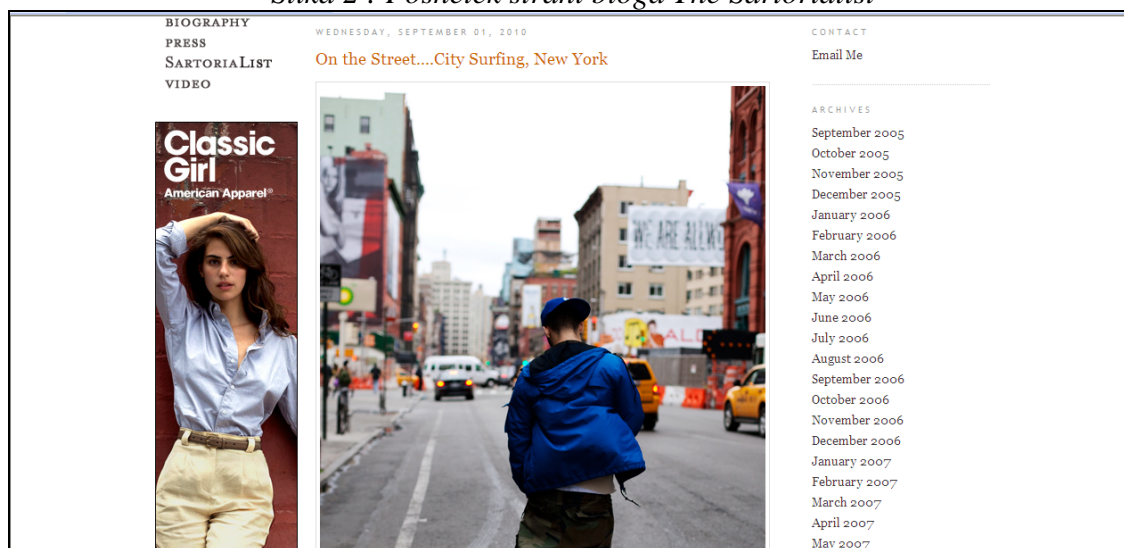 Slika 2 : Posnetek strani bloga The Sartorialist
BIOGRAPHY
PRESS
SARTORIALIST
VIDEO
Classic
Girl
American Apparel®
WEDNESDAY, SEPTEMBER 01, 2010
On the Street....City Surfing, New York
WE ARE
bp
CONTACT
Email Me
ARCHIVES
September 2005
October 2005
November 2005
December 2005
January 2006
February 2006
March 2006
April 2006
May 2006
June 2006
July 2006
August 2006
September 2006
October 2006
November 2006
December 2006
January 2007
February 2007
March 2007
April 2007
May 2007